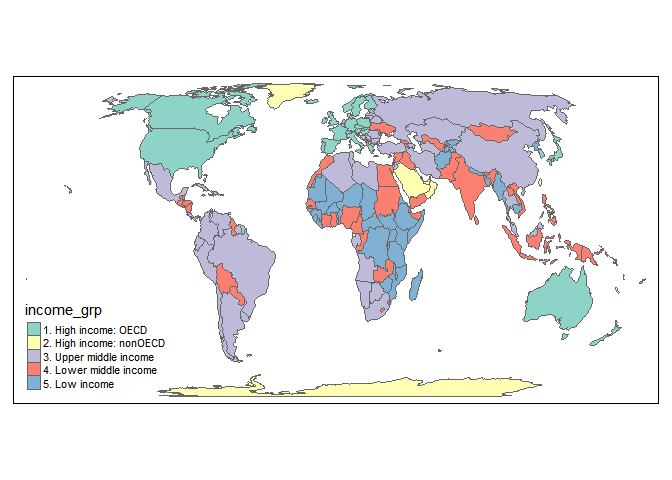 income_grp
1. High income: OECD
2. High income: nonOECD
3. Upper middle income
4. Lower middle income
5. Low income